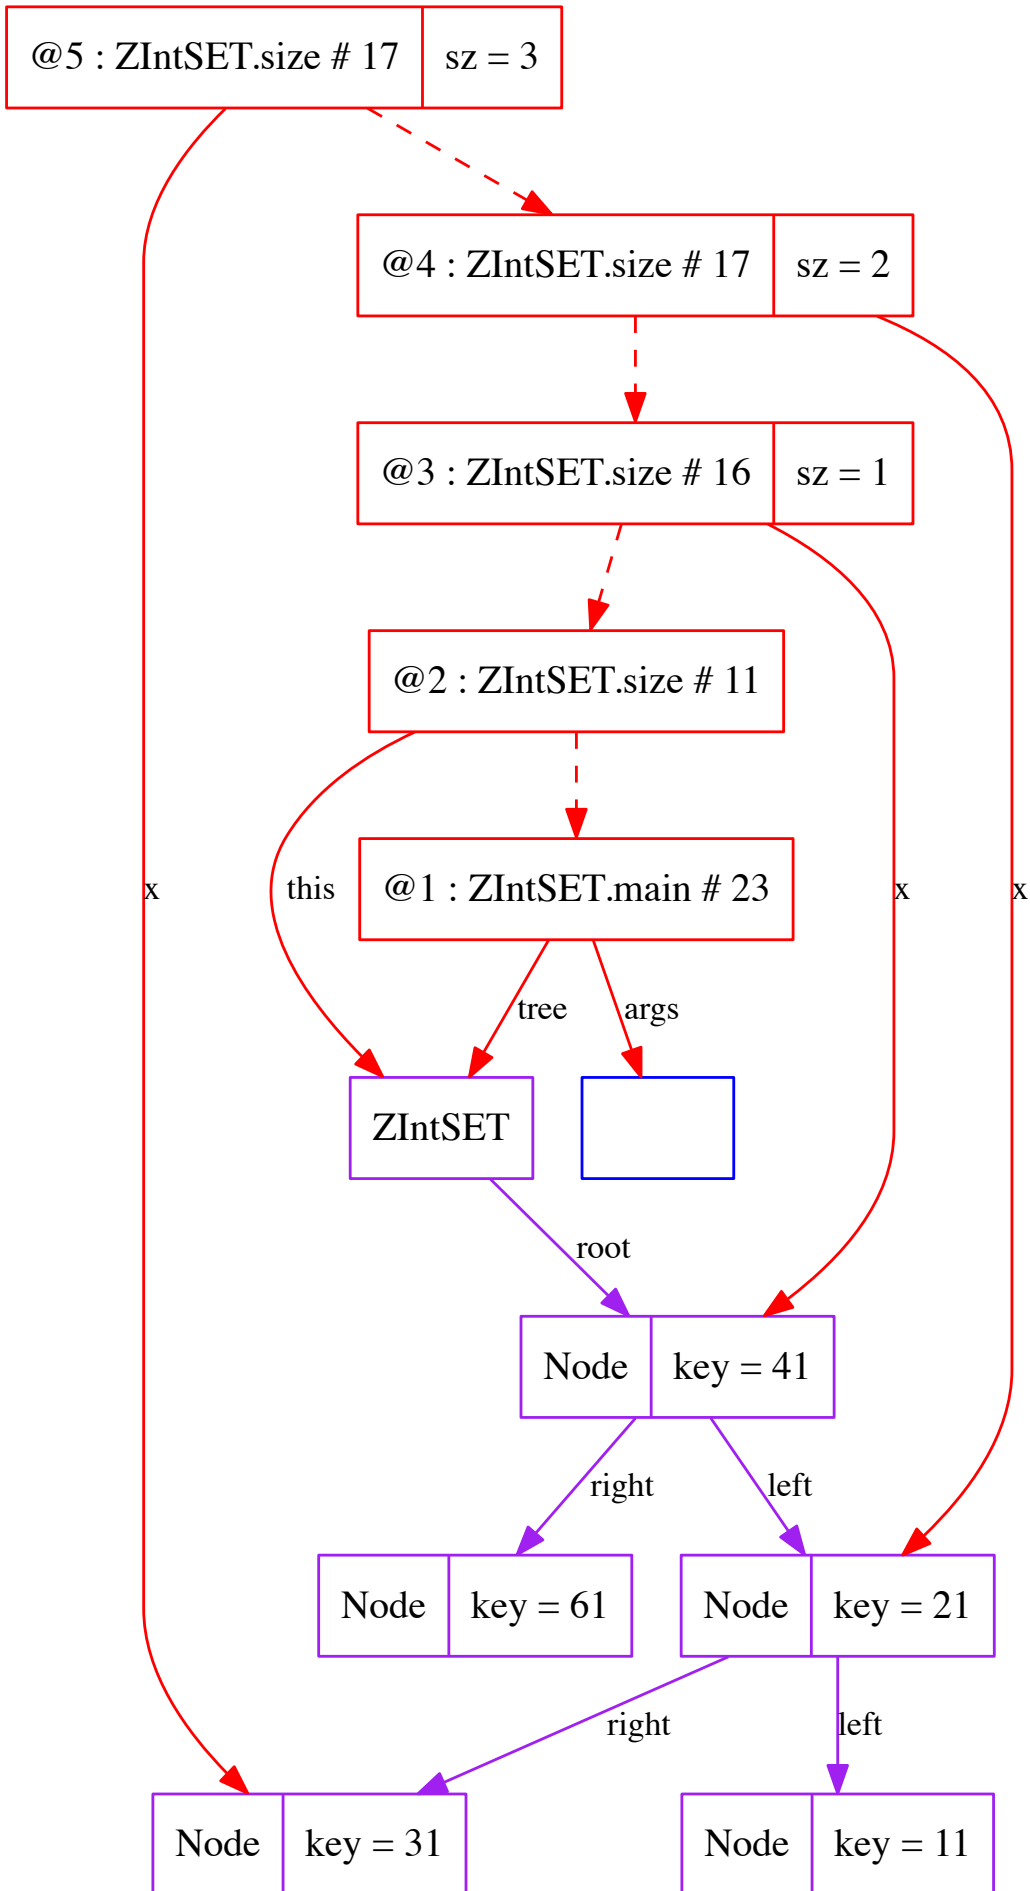 @5 : ZIntSET.size # 17 sz = 3
@4 : ZIntSET.size # 17 sz = 2
@3 : ZIntSET.size # 16 sz = 1
@2 : ZIntSET.size # 11
x this @1 : ZIntSET.main # 23 x x
tree args
ZIntSET
root
Node key = 41
right left
Node key = 61 Node key = 21
right left
Node key = 31 Node key = 11